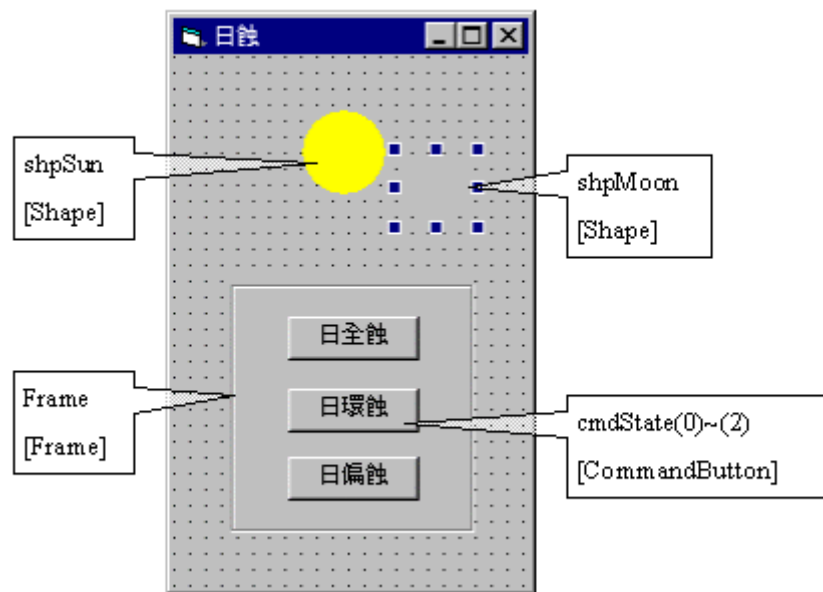 日蝕
shpSun
[Shape]
shpMoon
[Shape]
日全蝕
Frame
[Frame]
日環蝕
cmdState(0)~(2)
[CommandButton]
日偏蝕